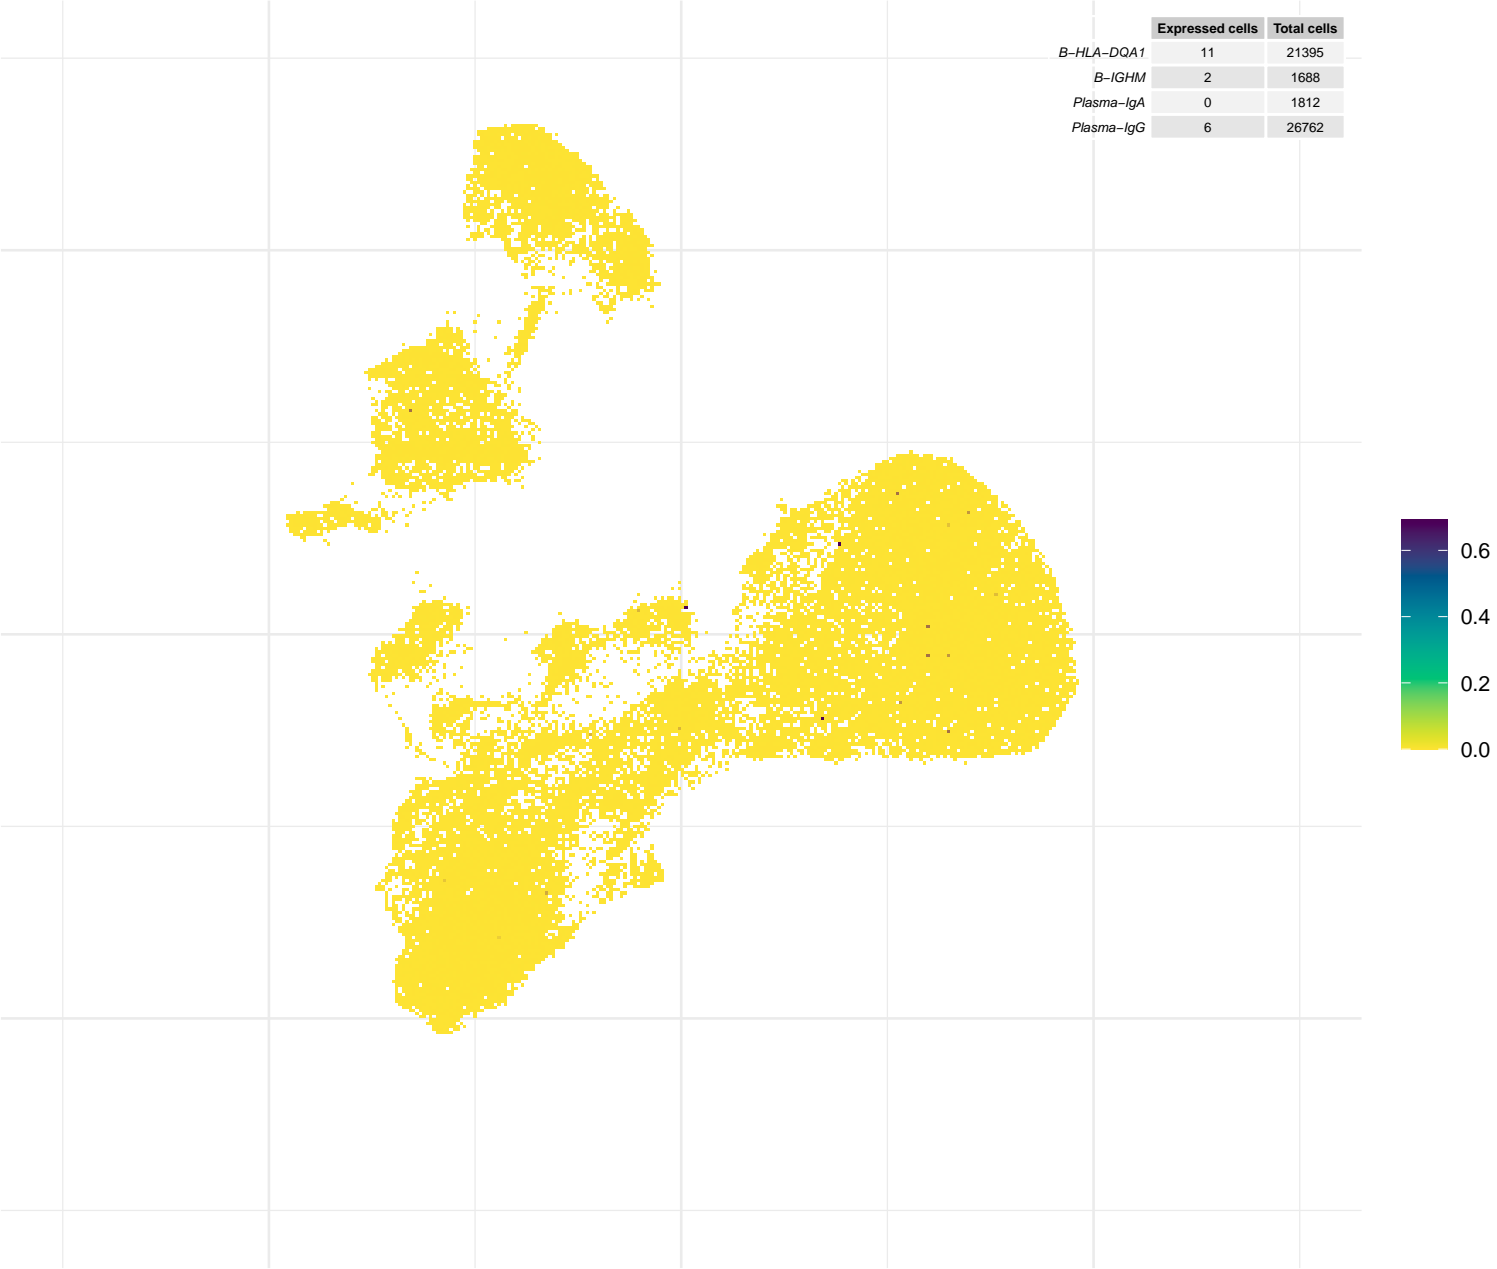 Expressed cells Total cells
B−HLA−DQA1 11 21395
B−IGHM 2 1688
Plasma−IgA 0 1812
Plasma−IgG 6 26762
0.6
0.4
0.2
0.0